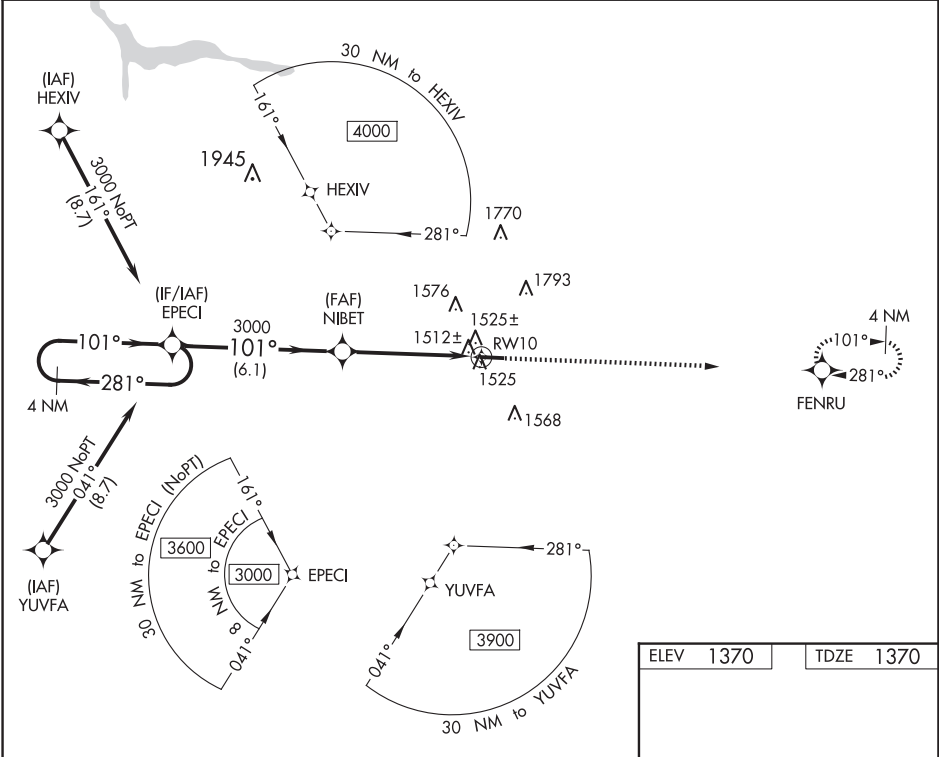 30 NM to HEXIV
161°
4000
HEXIV
281°
(IAF)
HEXIV
3000 NoPT
161°
(8.7)
1945
1770
1576
1793
1525±
1512±
RW10
1525
1568
(IF/IAF)
EPECI
101°
281°
4 NM
3000
101°
(6.1)
(FAF)
NIBET
4 NM
101°
281°
FENRU
3000 NoPT
041°
(8.7)
(IAF)
YUVFA
30 NM to EPECI (NoPT)
3600
8 NM to EPECI
3000
161°
EPECI
041°
281°
YUVFA
3900
041°
30 NM to YUVFA
ELEV 1370
TDZE 1370